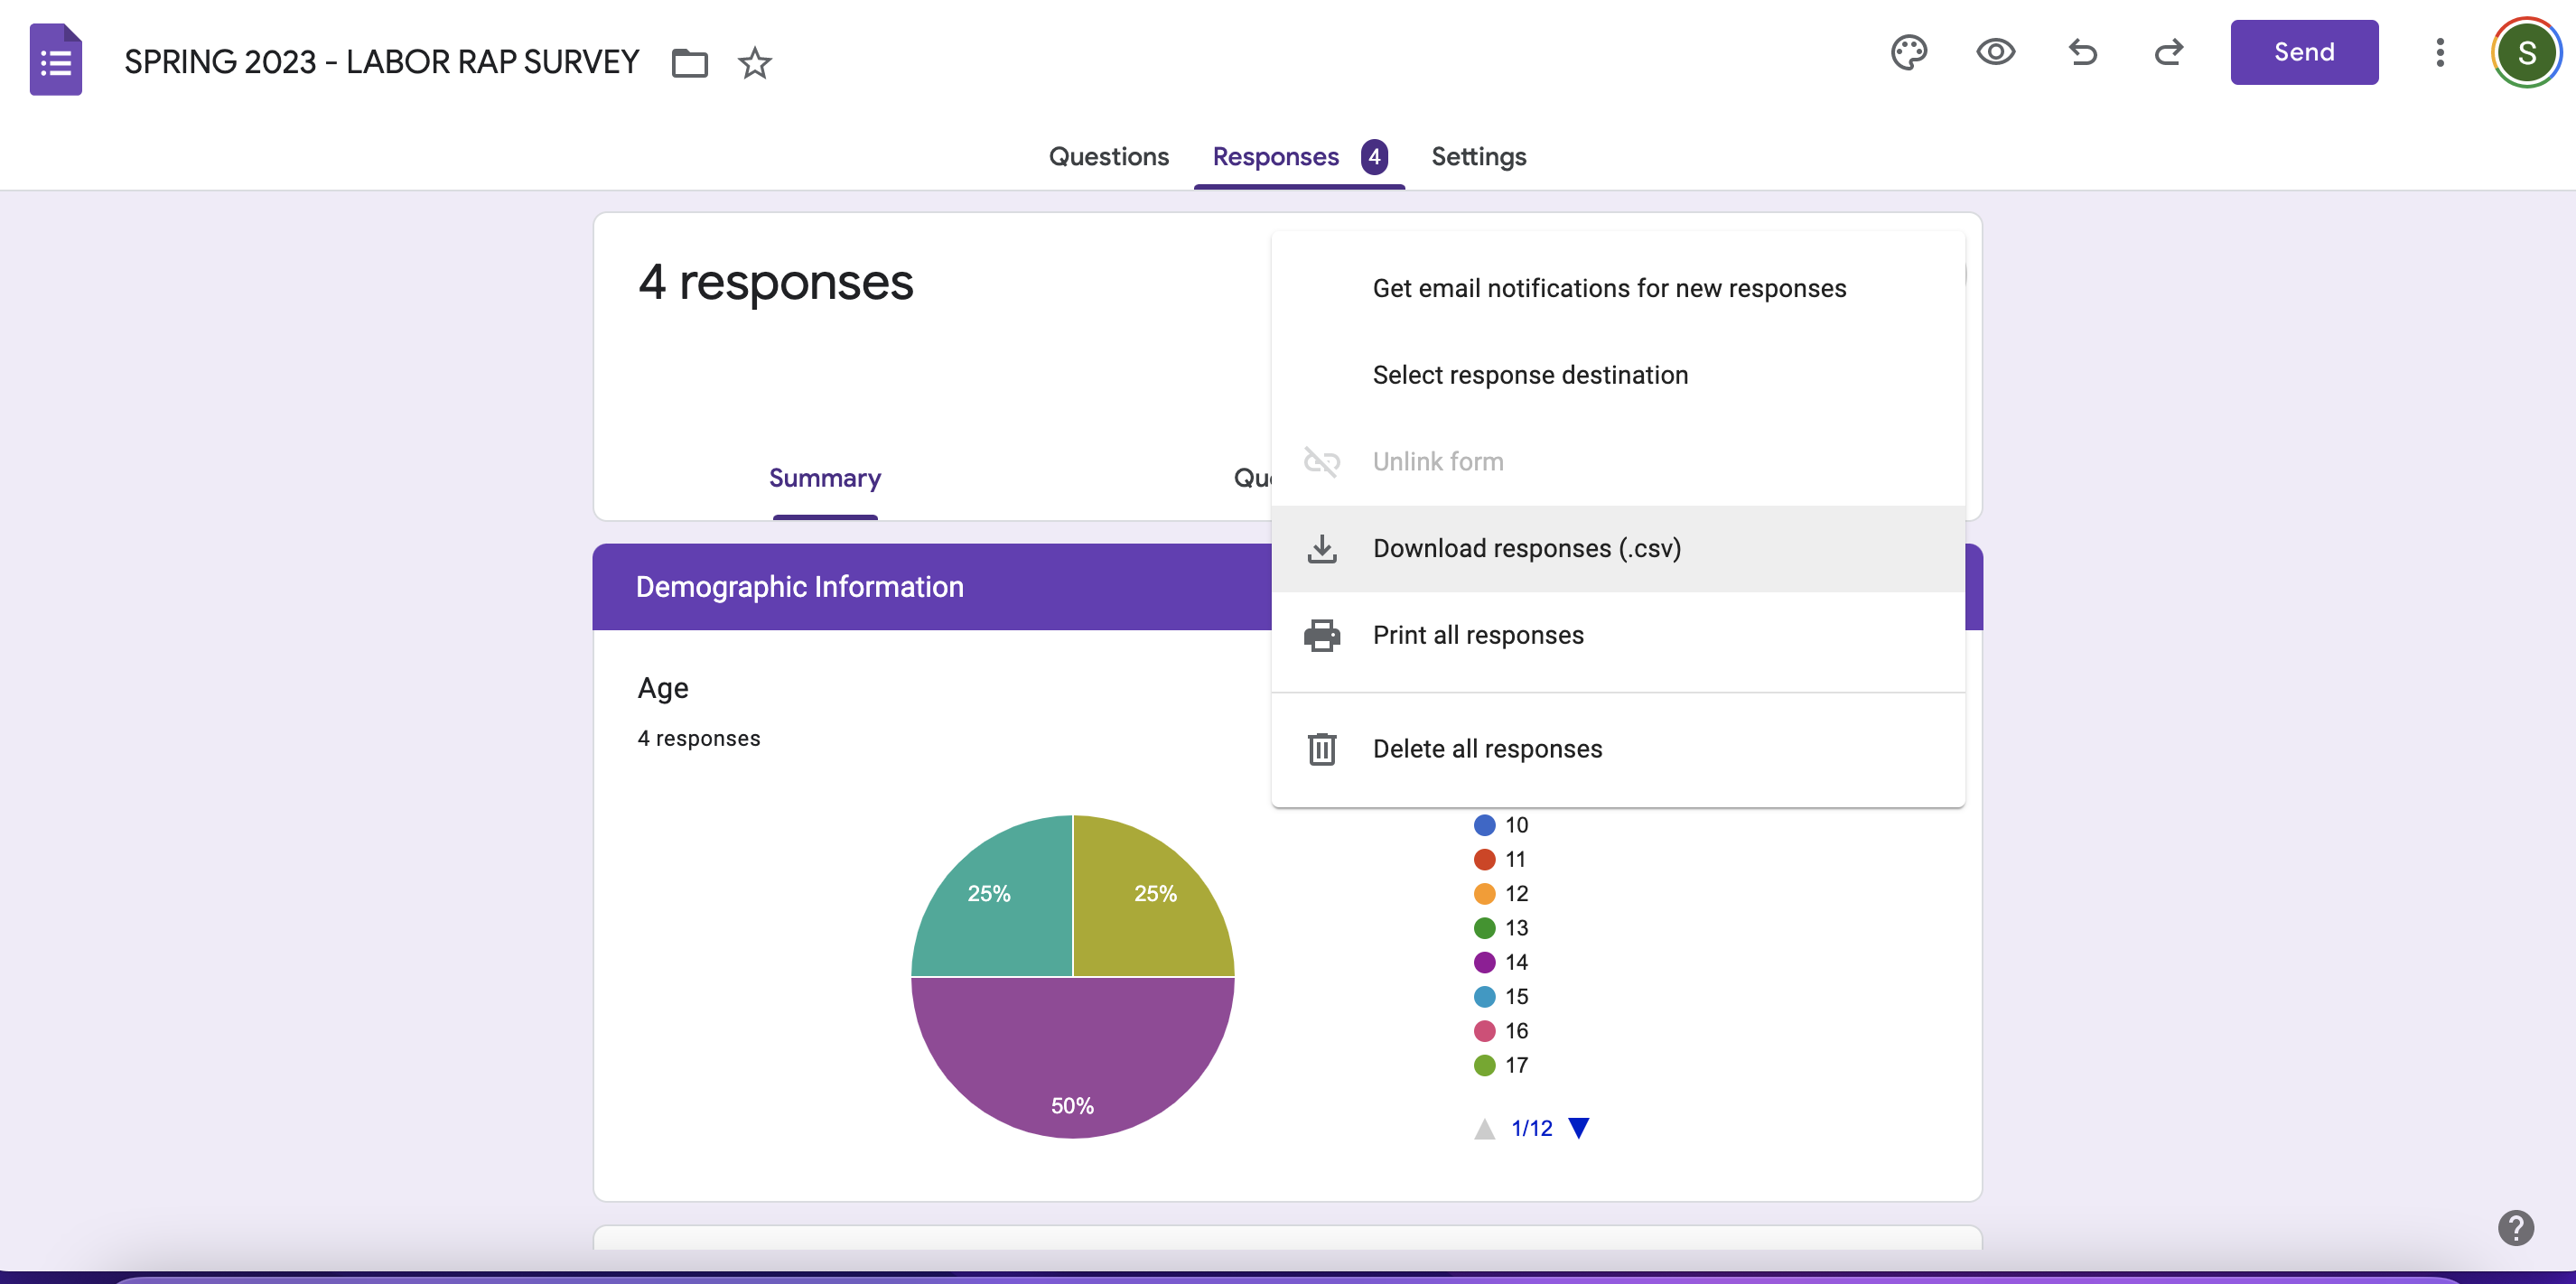 SPRING 2023 - LABOR RAP SURVEY
Send
S
Questions
Responses 4
Settings
4 responses
Get email notifications for new responses
Select response destination
Unlink form
Download responses (.csv)
Print all responses
Delete all responses
Summary
Demographic Information
Age
4 responses
25%
25%
50%
10
11
12
13
14
15
16
17
1/12